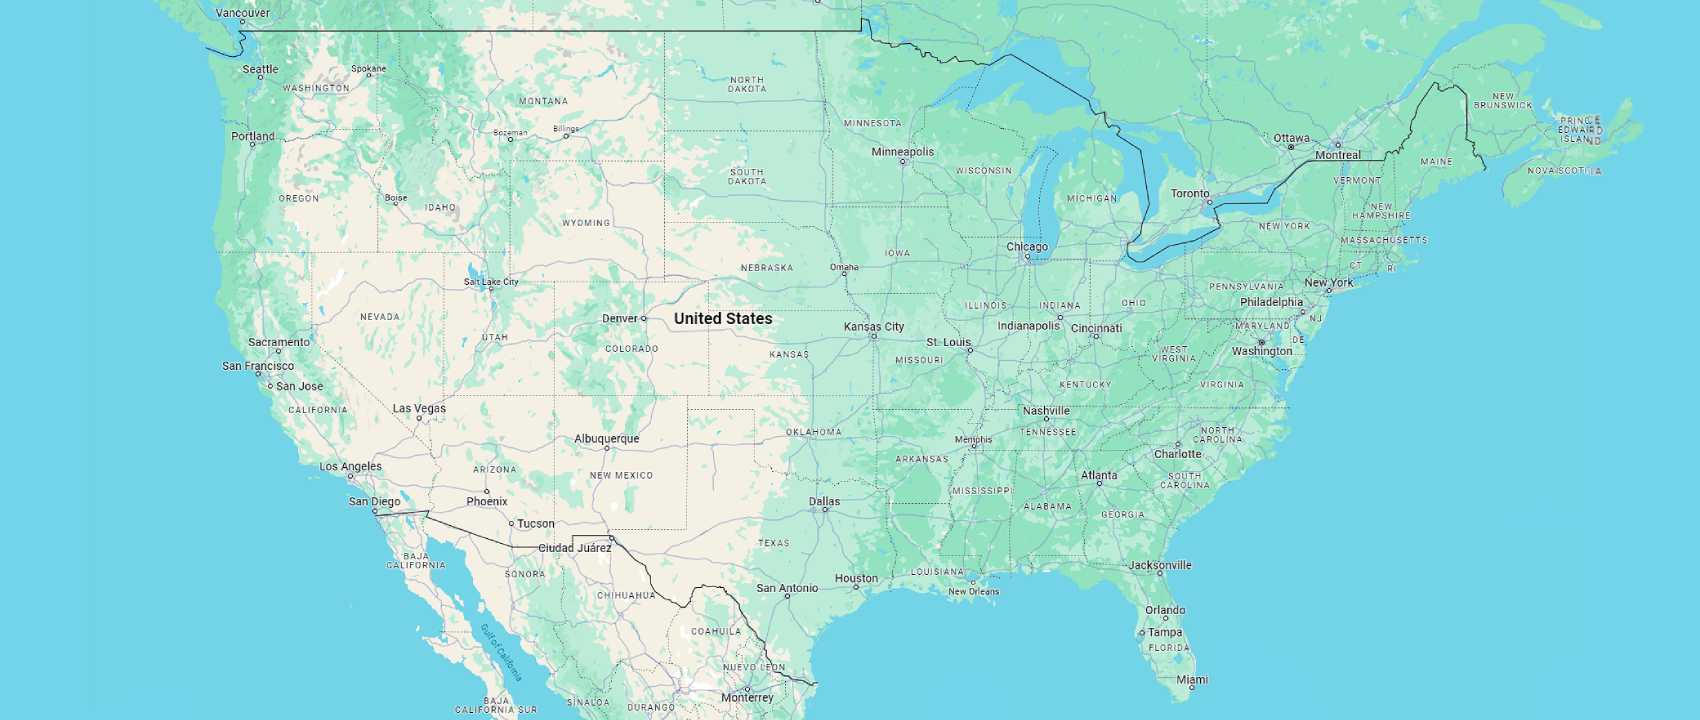 Vancouver
Seattle
Spokane
WASHINGTON
MONTANA
NORTH
DAKOTA
Portland
Bozeman
Billings
MINNESOTA
Minneapolis
WISCONSIN
SOUTH
DAKOTA
OREGON
Boise
IDAHO
WYOMING
MICHIGAN
Toronto
Ottawa
Montreal
MAINE
NEW
BRUNSWICK
PRINCE
EDWARD
ISLAND
NOVA SCOTIA
VERMONT
NEW
HAMPSHIRE
MASSACHUSETTS
NEW YORK
CT
RI
Chicago
IOWA
NEBRASKA
Omaha
Salt Lake City
NEVADA
UTAH
Denver
COLORADO
United States
Kansas City
KANSAS
MISSOURI
St. Louis
ILLINOIS
INDIANA
Indianapolis
OHIO
Cincinnati
PENNSYLVANIA
New York
Philadelphia
NJ
MARYLAND
DE
Washington
WEST
VIRGINIA
VIRGINIA
KENTUCKY
Sacramento
San Francisco
San Jose
CALIFORNIA
Las Vegas
Albuquerque
OKLAHOMA
Nashville
TENNESSEE
Memphis
NORTH
CAROLINA
Charlotte
Los Angeles
ARIZONA
NEW MEXICO
ARKANSAS
Atlanta
SOUTH
CAROLINA
San Diego
Phoenix
Tucson
Dallas
MISSISSIPPI
ALABAMA
GEORGIA
Ciudad Juárez
TEXAS
BAJA
CALIFORNIA
SONORA
CHIHUAHUA
San Antonio
Houston
LOUISIANA
New Orleans
Jacksonville
Orlando
Tampa
FLORIDA
Miami
COAHUILA
NUEVO LEON
Gulf of California
Monterrey
BAJA
CALIFORNIA SUR
SINALOA
DURANGO